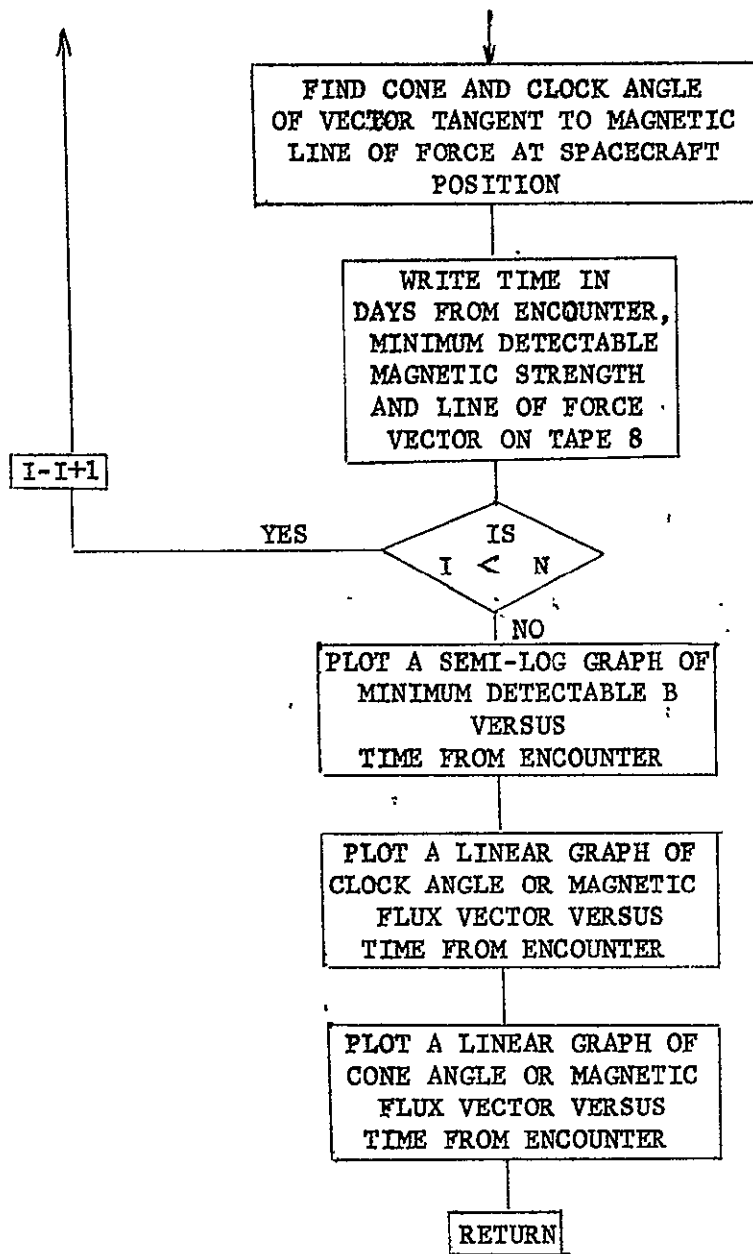 FIND CONE AND CLOCK ANGLE
OF VECTOR TANGENT TO MAGNETIC
LINE OF FORCE AT SPACECRAFT
POSITION
WRITE TIME IN
DAYS FROM ENCOUNTER,
MINIMUM DETECTABLE
MAGNETIC STRENGTH
AND LINE OF FORCE
VECTOR ON TAPE 8
I-I+1
YES
IS
I < N
NO
PLOT A SEMI-LOG GRAPH OF
MINIMUM DETECTABLE B
VERSUS
TIME FROM ENCOUNTER
PLOT A LINEAR GRAPH OF
CLOCK ANGLE OR MAGNETIC
FLUX VECTOR VERSUS
TIME FROM ENCOUNTER
PLOT A LINEAR GRAPH OF
CONE ANGLE OR MAGNETIC
FLUX VECTOR VERSUS
TIME FROM ENCOUNTER
RETURN